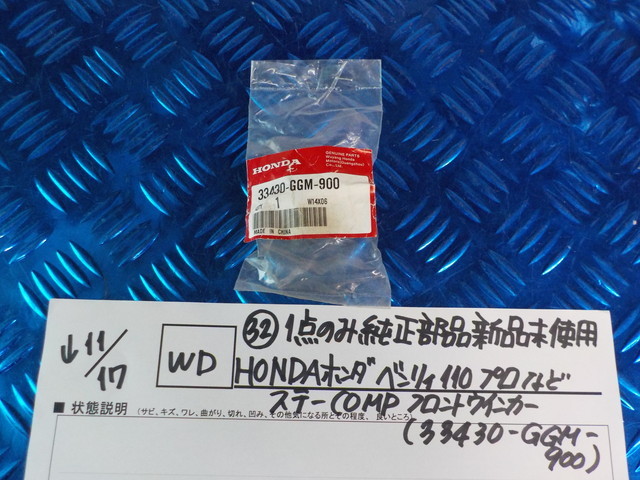 HONDA
GENUINE PARTS
33430-GGM-900
1
W14X06
MADE IN CHINA
↓11/17
WD
㉜ 1点のみ純正部品新品未使用
HONDAホンダ ベンリィ110プロなど
ステーCOMP フロントウインカー
(33430-GGM-900)
■ 状態説明 (サビ、キズ、ワレ、曲がり、切れ、凹み、その他気になる所とその程度、良いところ)